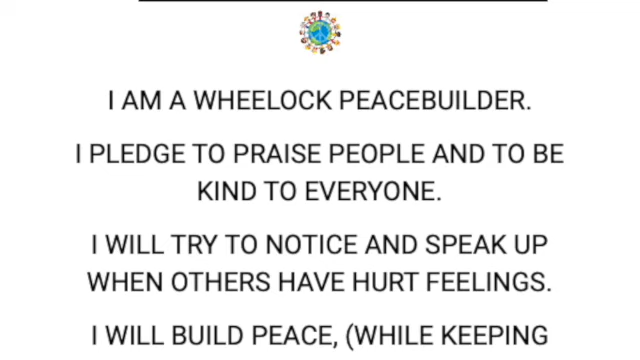 I AM A WHEELOCK PEACEBUILDER.
I PLEDGE TO PRAISE PEOPLE AND TO BE
KIND TO EVERYONE.
I WILL TRY TO NOTICE AND SPEAK UP
WHEN OTHERS HAVE HURT FEELINGS.
I WILL BUILD PEACE, (WHILE KEEPING